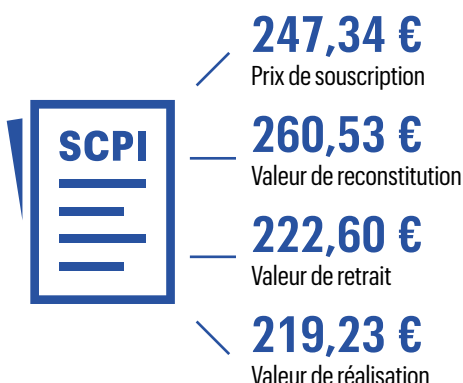 247,34 €
Prix de souscription
SCPI
260,53 €
Valeur de reconstitution
222,60 €
Valeur de retrait
219,23 €
Valeur de réalisation